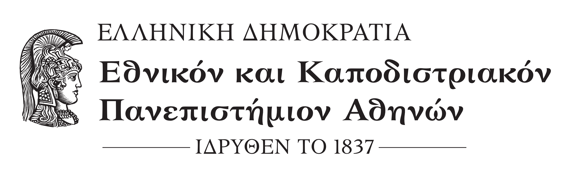 ΕΛΛΗΝΙΚΗ ΔΗΜΟΚΡΑΤΙΑ
Εθνικόν και Καποδιστριακόν
Πανεπιστήμιον Αθηνών
ΙΔΡΥΘΕΝ ΤΟ 1837